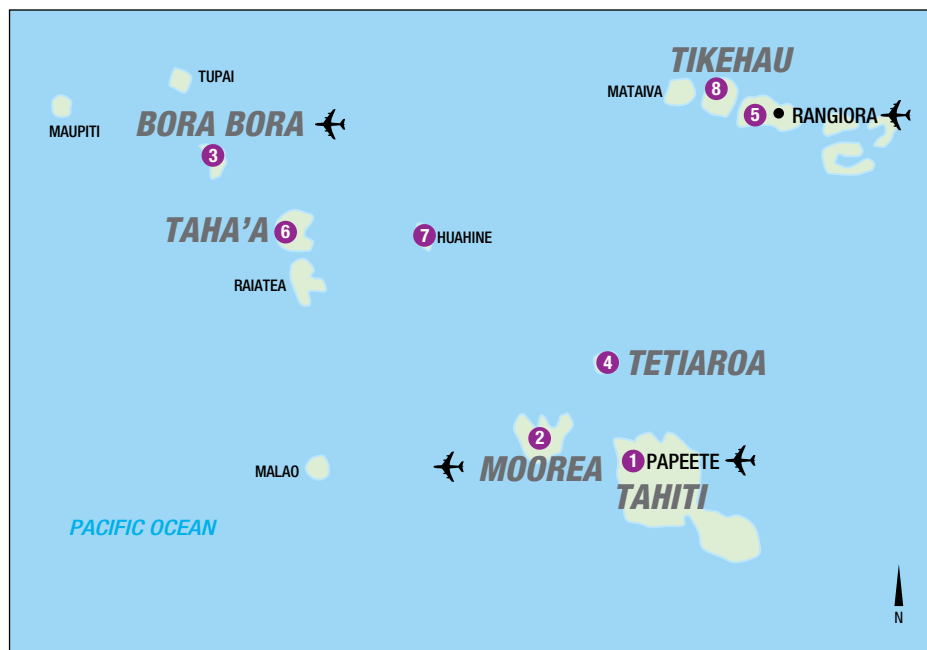 TUPAI
MAUPITI
BORA BORA
3
TIKEHAU
MATAIVA
8
5
RANGIORA
TAHA'A
6
7
HUAHINE
RAIATEA
4
TETIAROA
2
MOOREA
1
PAPEETE
TAHITI
MALAO
PACIFIC OCEAN
N